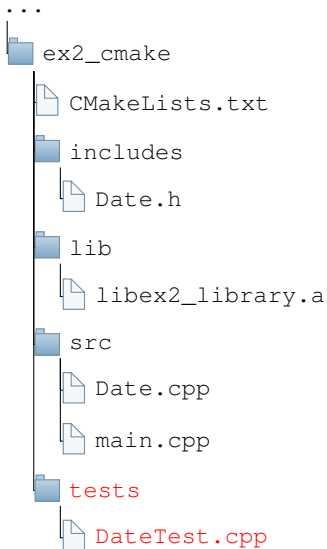 ...
ex2_cmake
CMakeLists.txt
includes
Date.h
lib
libex2_library.a
src
Date.cpp
main.cpp
tests
DateTest.cpp